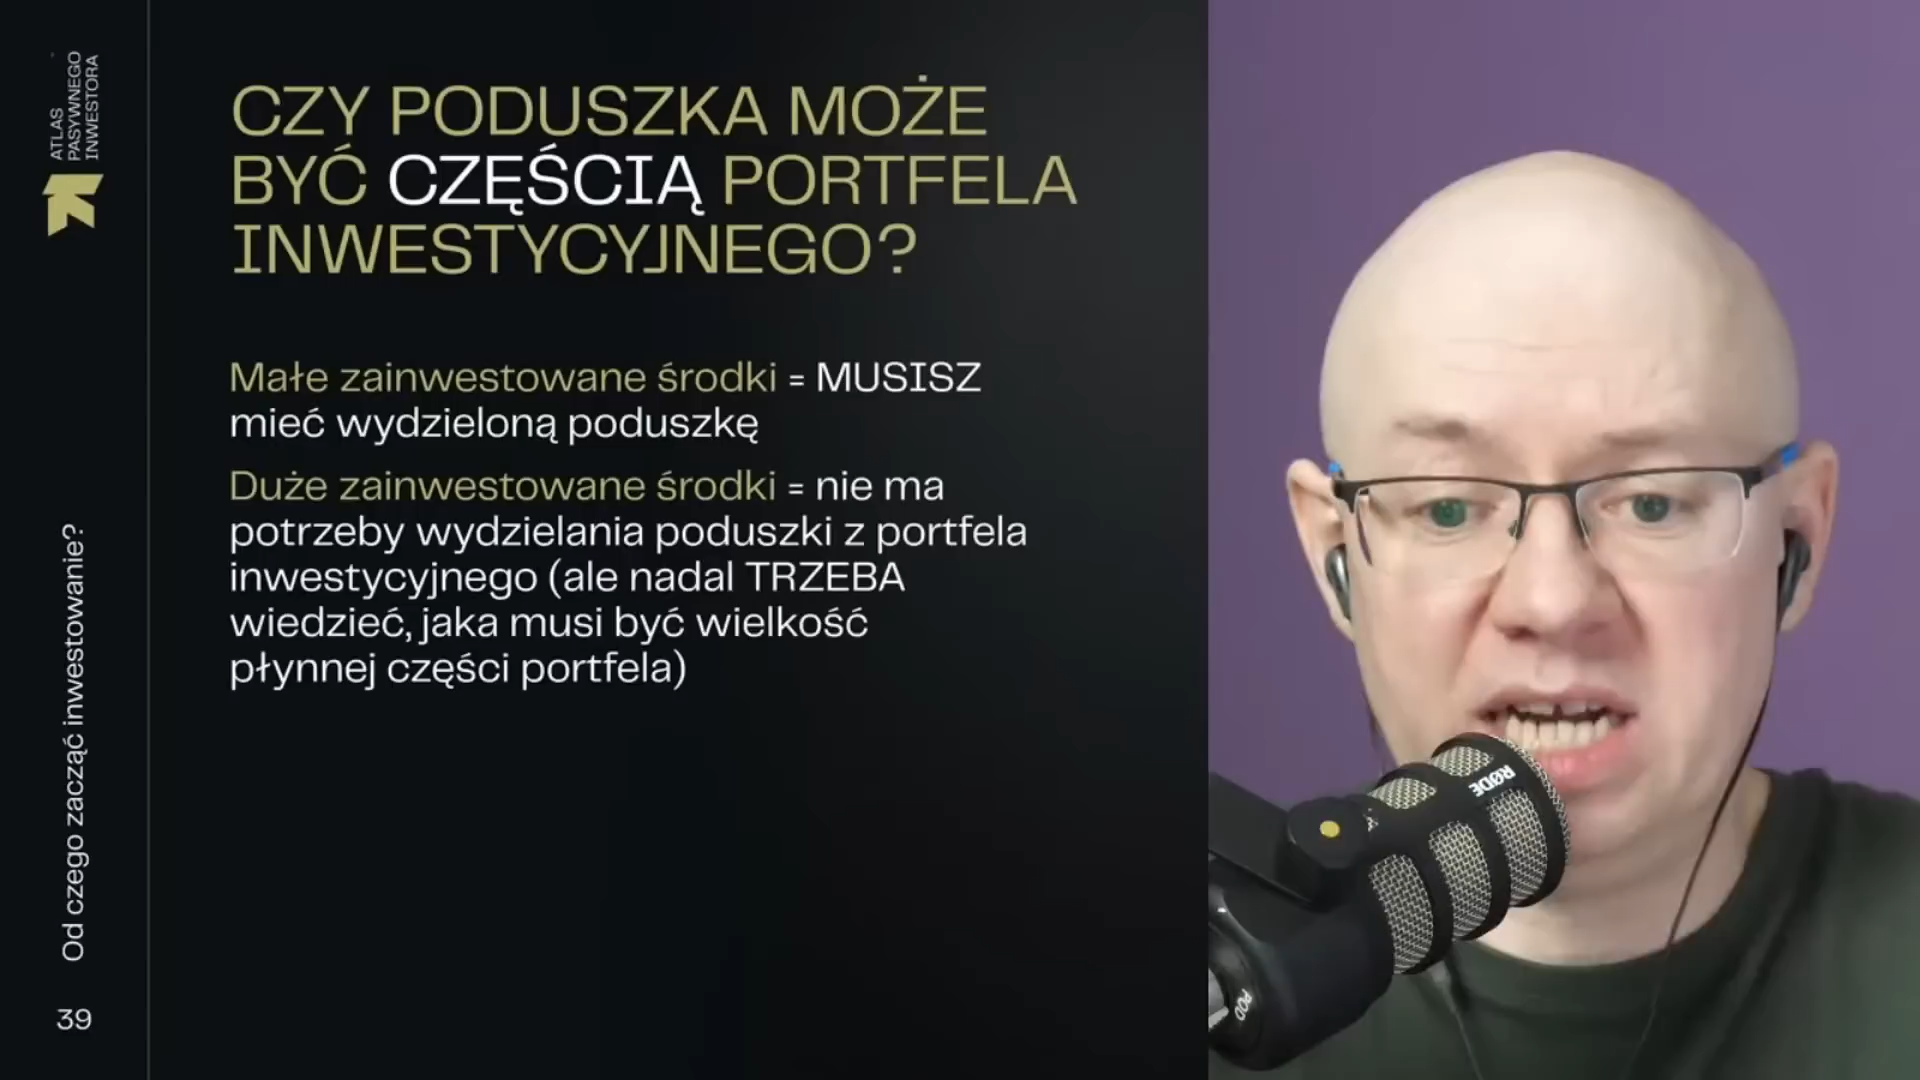 ATLAS
PASYWNEGO
INWESTORA
CZY PODUSZKA MOŻE
BYĆ CZĘŚCIĄ PORTFELA
INWESTYCYJNEGO?
Małe zainwestowane środki = MUSISZ
mieć wydzieloną poduszkę
Duże zainwestowane środki = nie ma
potrzeby wydzielania poduszki z portfela
inwestycyjnego (ale nadal TRZEBA
wiedzieć, jaka musi być wielkość
płynnej części portfela)
Od czego zacząć inwestowanie?
39
RØDE
POD